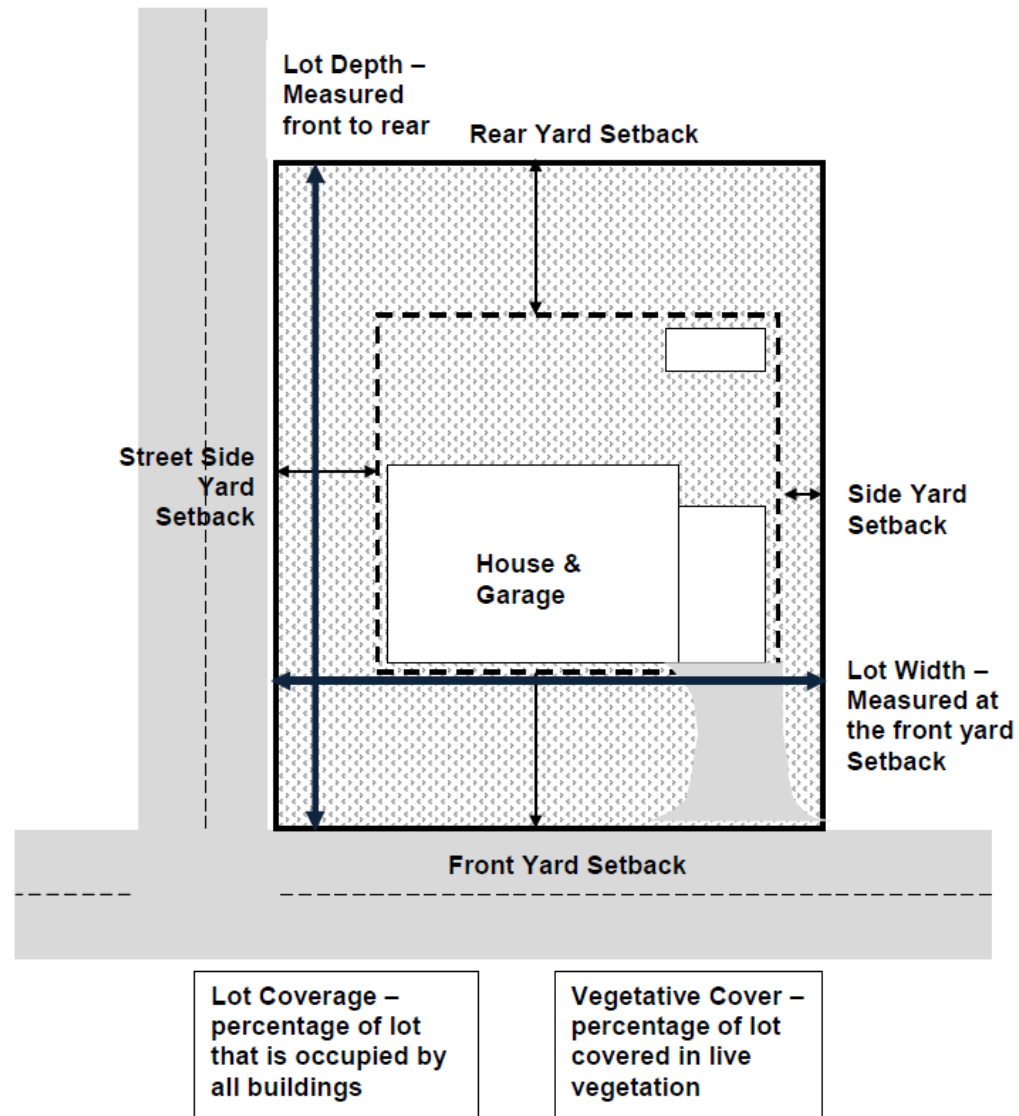 Lot Depth –
Measured
front to rear
Rear Yard Setback
Street Side
Yard
Setback
Side Yard
Setback
House &
Garage
Lot Width –
Measured at
the front yard
Setback
Front Yard Setback
Lot Coverage –
percentage of lot
that is occupied by
all buildings
Vegetative Cover –
percentage of lot
covered in live
vegetation